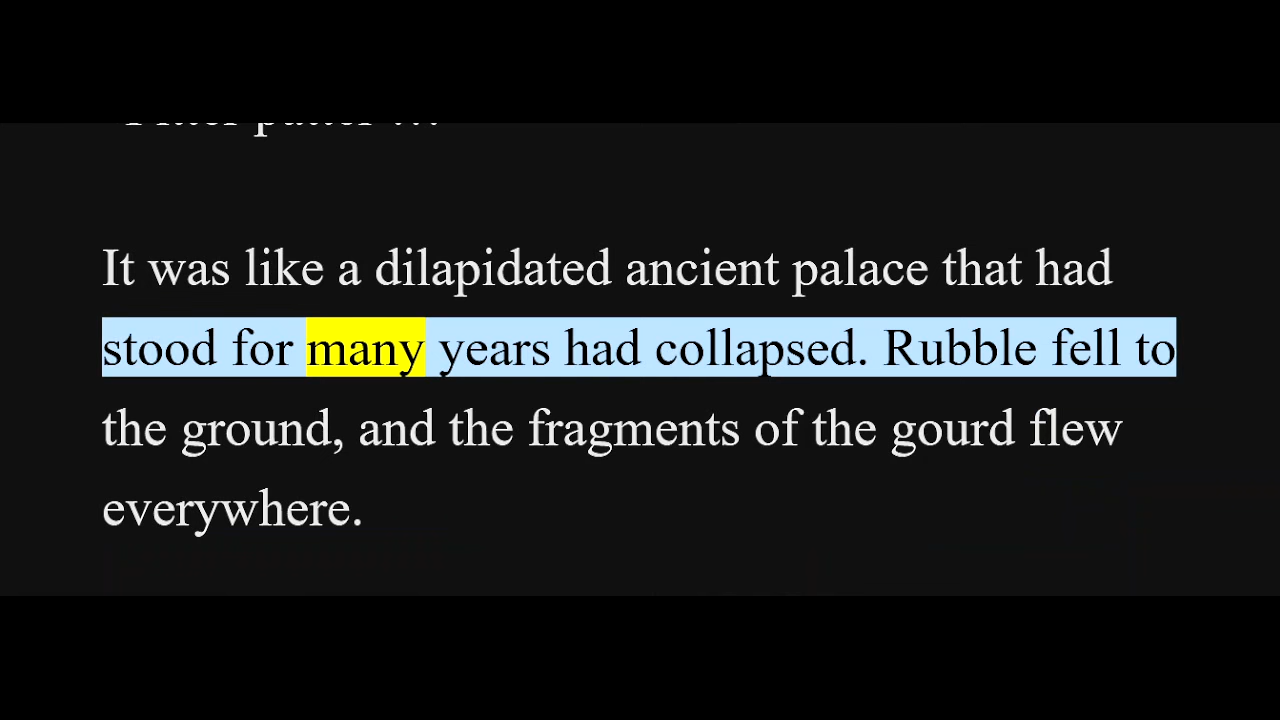 It was like a dilapidated ancient palace that had
stood for many years had collapsed. Rubble fell to
the ground, and the fragments of the gourd flew
everywhere.